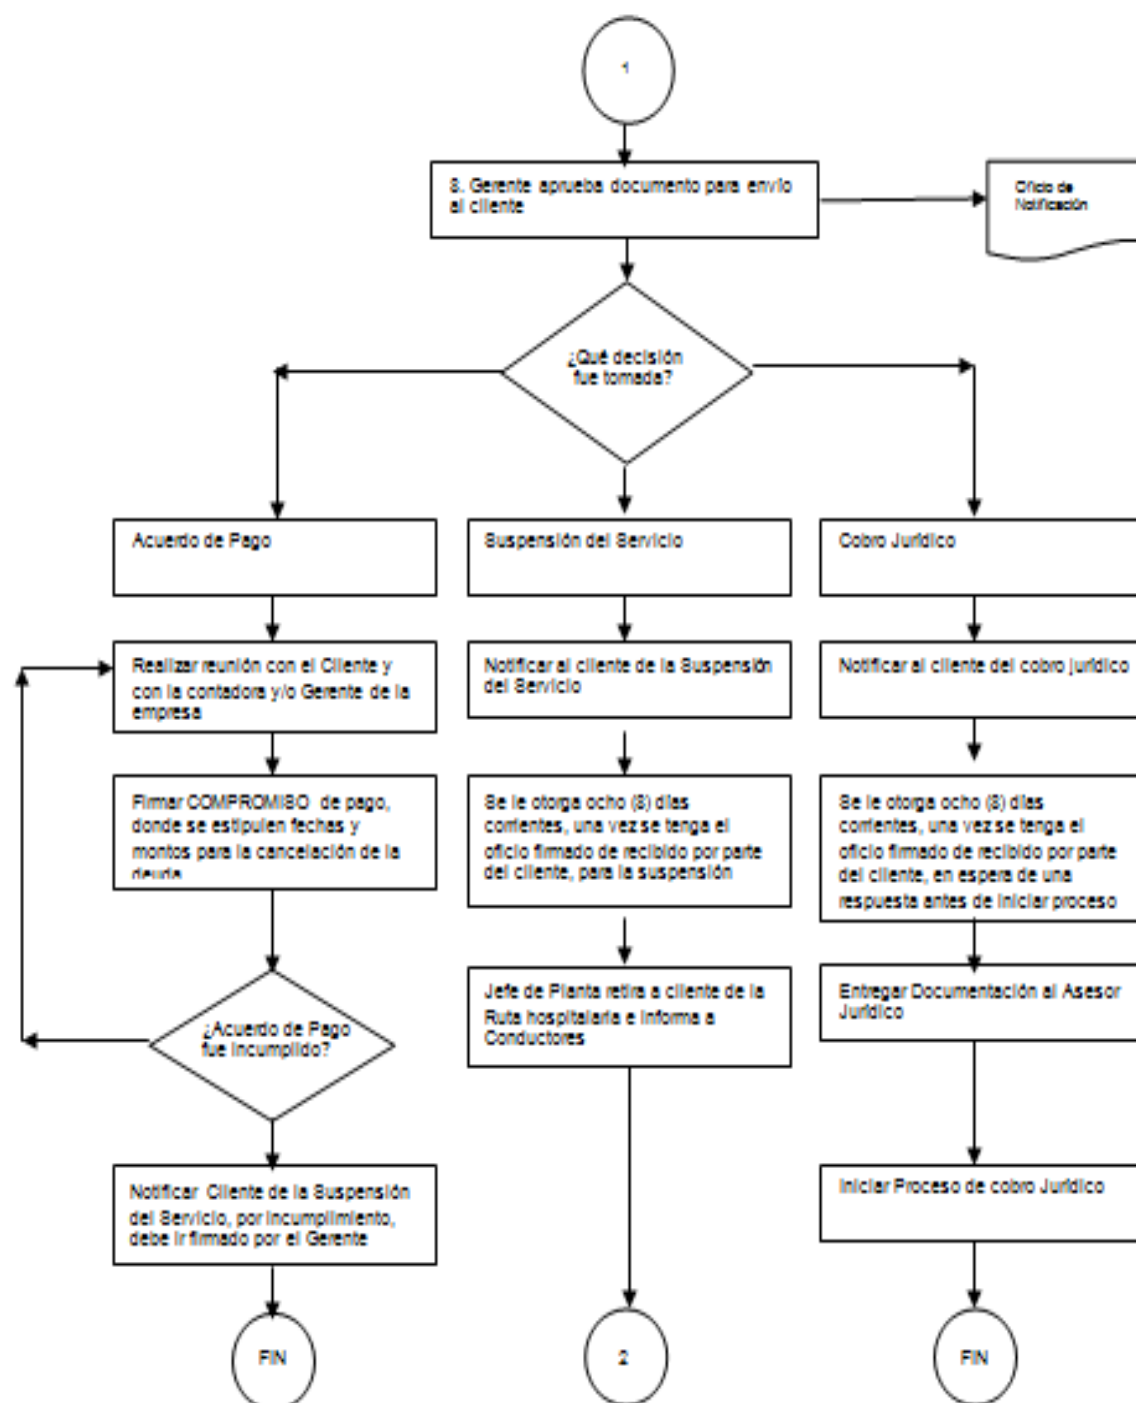 1
8. Gerente aprueba documento para envío
al cliente
Oficio de
Notificación
¿Qué decisión
fue tomada?
Acuerdo de Pago
Suspensión del Servicio
Cobro Jurídico
Realizar reunión con el Cliente y
con la contadora y/o Gerente de la
empresa
Notificar al cliente de la Suspensión
del Servicio
Notificar al cliente del cobro jurídico
Firmar COMPROMISO de pago,
donde se estipulen fechas y
montos para la cancelación de la
deuda
Se le otorga ocho (8) días
corrientes, una vez se tenga el
oficio firmado de recibido por parte
del cliente, para la suspensión
Se le otorga ocho (8) días
corrientes, una vez se tenga el
oficio firmado de recibido por parte
del cliente, en espera de una
respuesta antes de iniciar proceso
¿Acuerdo de Pago
fue incumplido?
Jefe de Planta retira a cliente de la
Ruta hospitalaria e informa a
Conductores
Entregar Documentación al Asesor
Jurídico
Notificar Cliente de la Suspensión
del Servicio, por incumplimiento,
debe ir firmado por el Gerente
Iniciar Proceso de cobro Jurídico
FIN
2
FIN